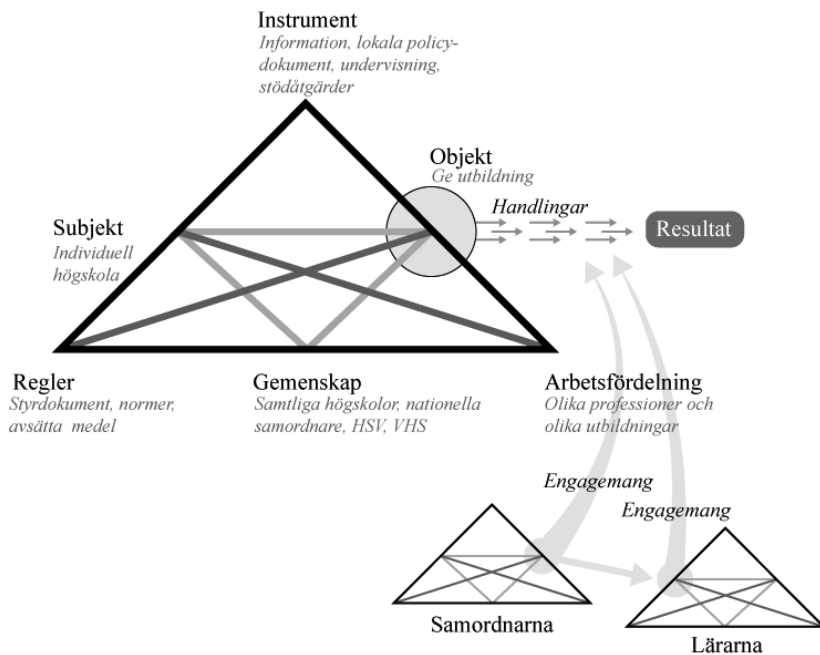 Instrument
Information, lokala policy-
dokument, undervisning,
stödåtgärder
Objekt
Ge utbildning
Handlingar
Resultat
Subjekt
Individuell
högskola
Regler
Styrdokument, normer,
avsätta medel
Gemenskap
Samtliga högskolor, nationella
samordnare, HSV, VHS
Arbetsfördelning
Olika professioner och
olika utbildningar
Engagemang
Engagemang
Samordnarna
Lärarna